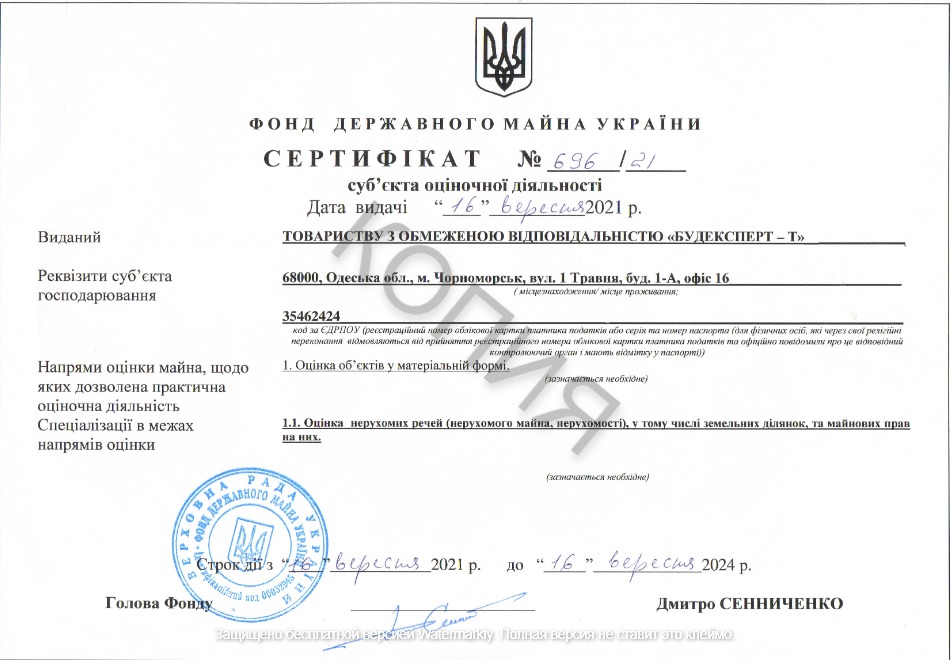 ФОНД ДЕРЖАВНОГО МАЙНА УКРАЇНИ
СЕРТИФІКАТ № 696 / 21
суб’єкта оціночної діяльності
Дата видачі “16” вересня 2021 р.
Виданий ТОВАРИСТВУ З ОБМЕЖЕНОЮ ВІДПОВІДАЛЬНІСТЮ «БУДЕКСПЕРТ – Т»
Реквізити суб’єкта господарювання
68000, Одеська обл., м. Чорноморськ, вул. 1 Травня, буд. 1-А, офіс 16
( місцезнаходження/ місце проживання;
35462424
код за ЄДРПОУ (реєстраційний номер облікової картки платника податків або серія та номер паспорта (для фізичних осіб, які через свої релігійні
переконання відмовляються від прийняття реєстраційного номера облікової картки платника податків та офіційно повідомили про це відповідний
контролюючий орган і мають відмітку у паспорті))
Напрями оцінки майна, щодо
яких дозволена практична
оціночна діяльність
1. Оцінка об’єктів у матеріальній формі.
(зазначається необхідне)
Спеціалізації в межах
напрямів оцінки
1.1. Оцінка нерухомих речей (нерухомого майна, нерухомості), у тому числі земельних ділянок, та майнових прав
на них.
(зазначається необхідне)
КОПИЯ
ВЕРХОВНА РАДА УКРАЇНИ
ФОНД ДЕРЖАВНОГО МАЙНА УКРАЇНИ
Ідентифікаційний код 00032945
Строк дії з “16” вересня 2021 р. до “16” вересня 2024 р.
Голова Фонду Дмитро СЕННИЧЕНКО
Защищено бесплатной версией Watermarkly. Полная версия не ставит это клеймо.